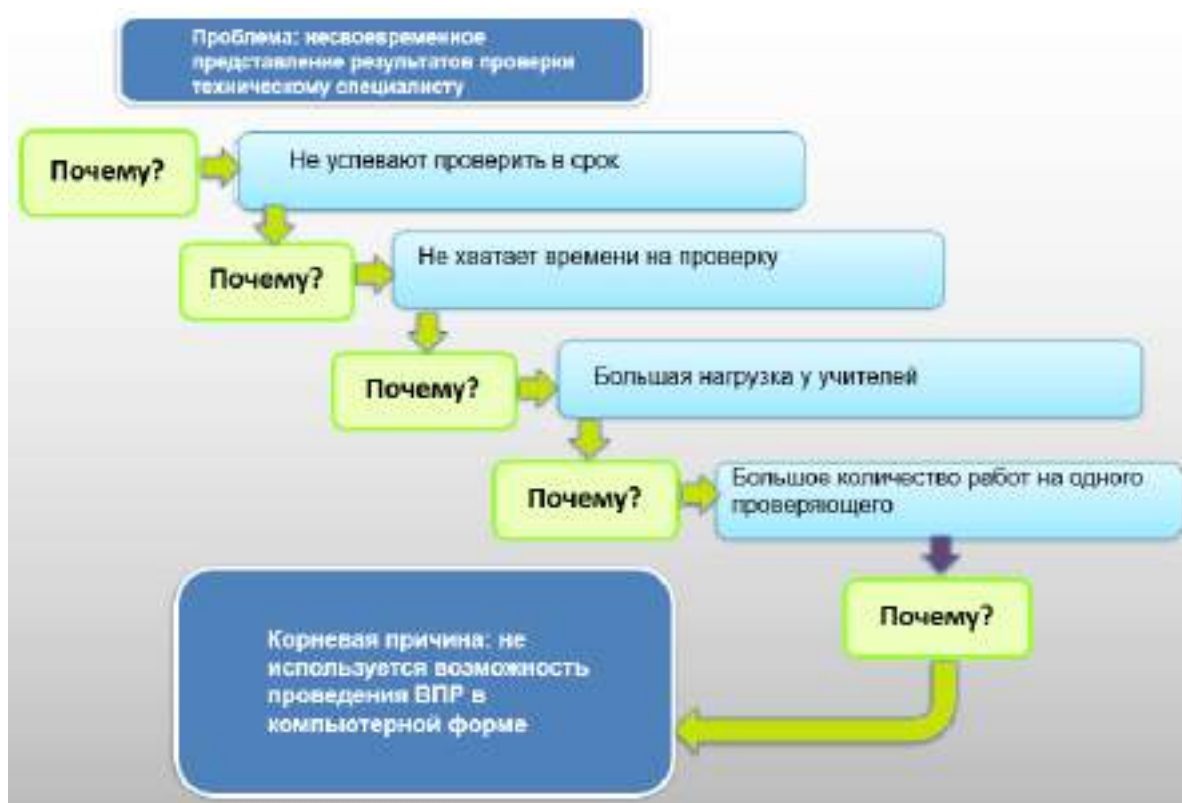 Проблема: несвоевременное
представление результатов проверки
техническому специалисту
Почему?
Не успевают проверить в срок
Почему?
Не хватает времени на проверку
Почему?
Большая нагрузка у учителей
Почему?
Большое количество работ на одного
проверяющего
Почему?
Корневая причина: не
используется возможность
проведения ВПР в
компьютерной форме